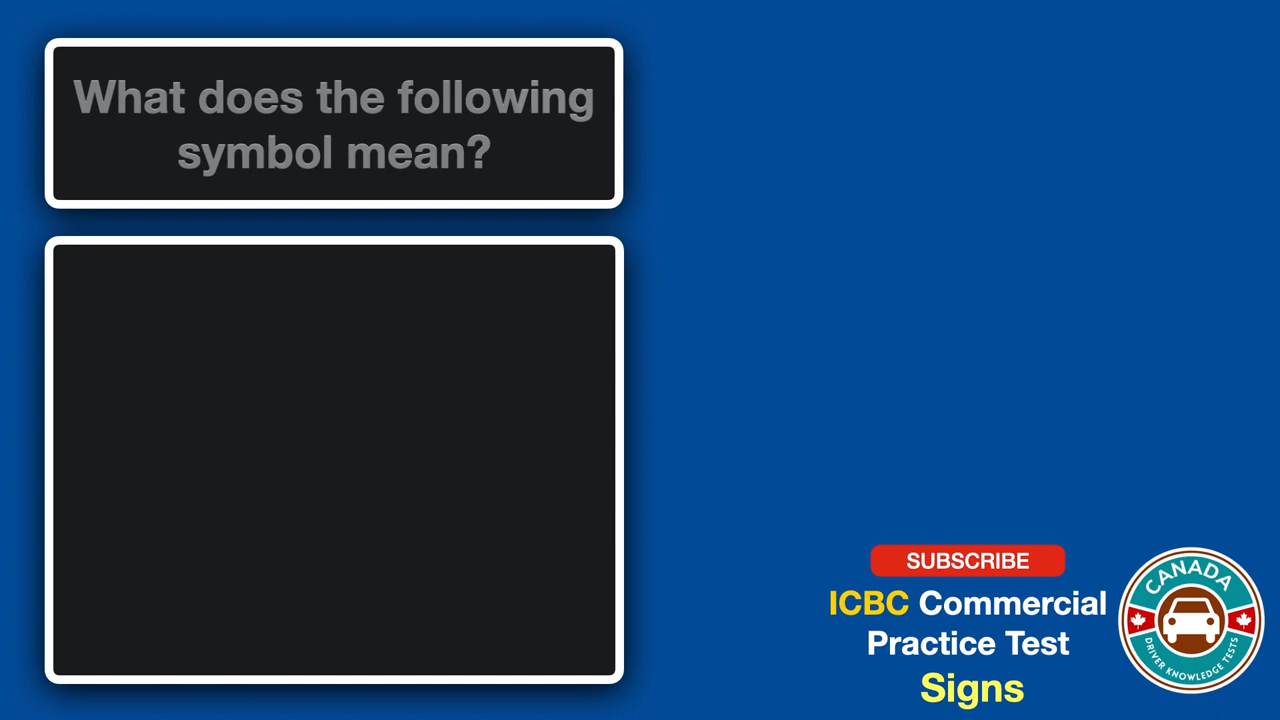 What does the following
symbol mean?
SUBSCRIBE
ICBC Commercial
Practice Test
Signs
CANADA
DRIVER KNOWLEDGE TESTS